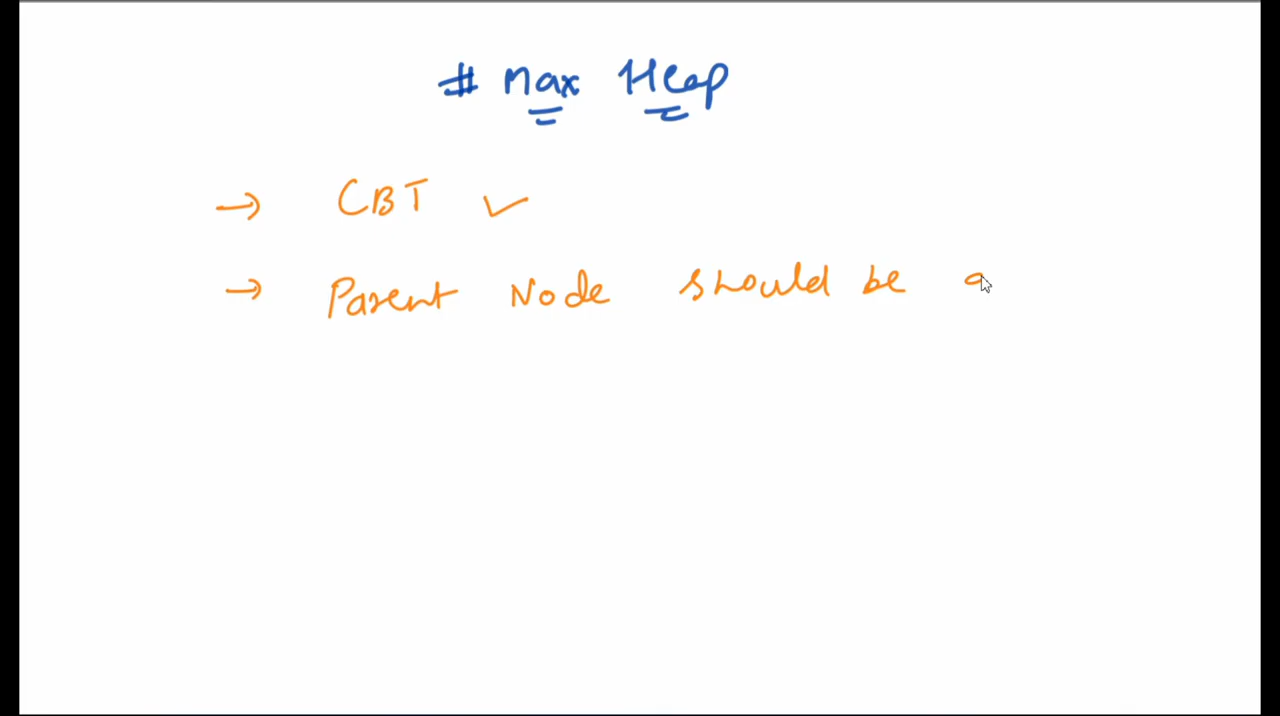 # Max Heap
→ CBT ✓
→ Parent Node should be